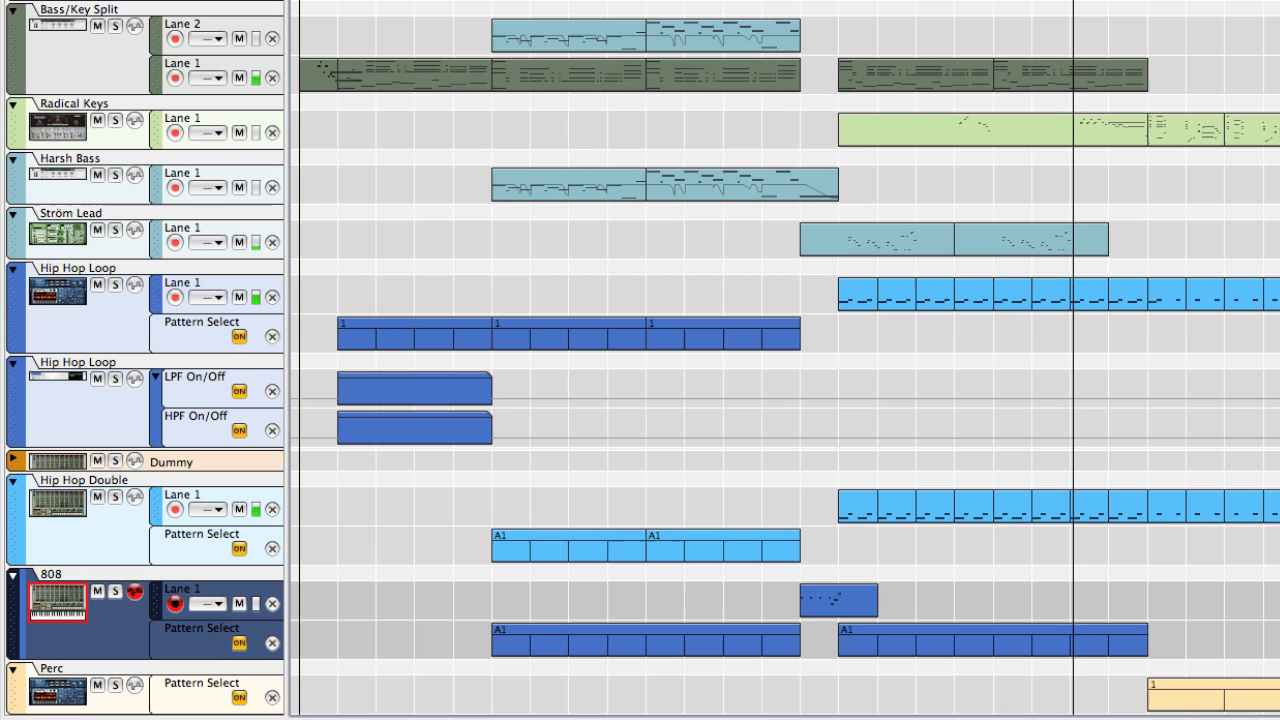 Bass/Key Split
M S Lane 2
— M
Lane 1
— M
Radical Keys
M S Lane 1
— M
Harsh Bass
M S Lane 1
— M
Ström Lead
M S Lane 1
— M
Hip Hop Loop
M S Lane 1
— M
Pattern Select
ON
1 1 1
Hip Hop Loop
M S LPF On/Off
ON
HPF On/Off
ON
M S Dummy
Hip Hop Double
M S Lane 1
— M
Pattern Select
ON
A1 A1
808
M S Lane 1
— M
Pattern Select
ON
A1 A1
Perc
M S Pattern Select
ON
1